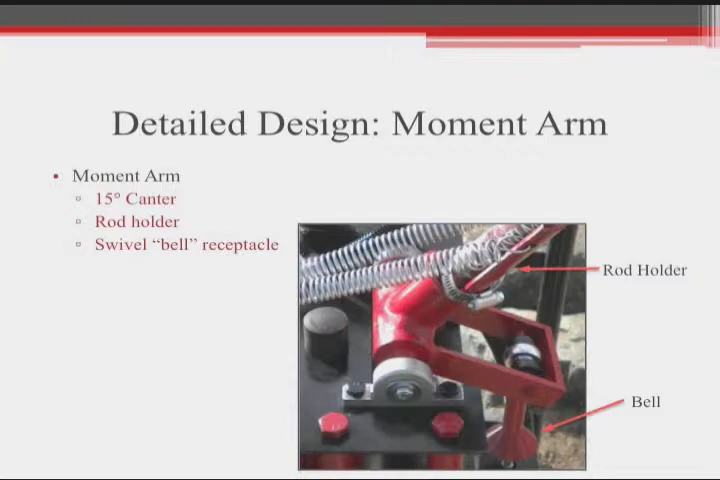 Detailed Design: Moment Arm
• Moment Arm
▫ 15° Canter
▫ Rod holder
▫ Swivel “bell” receptacle
Rod Holder
Bell